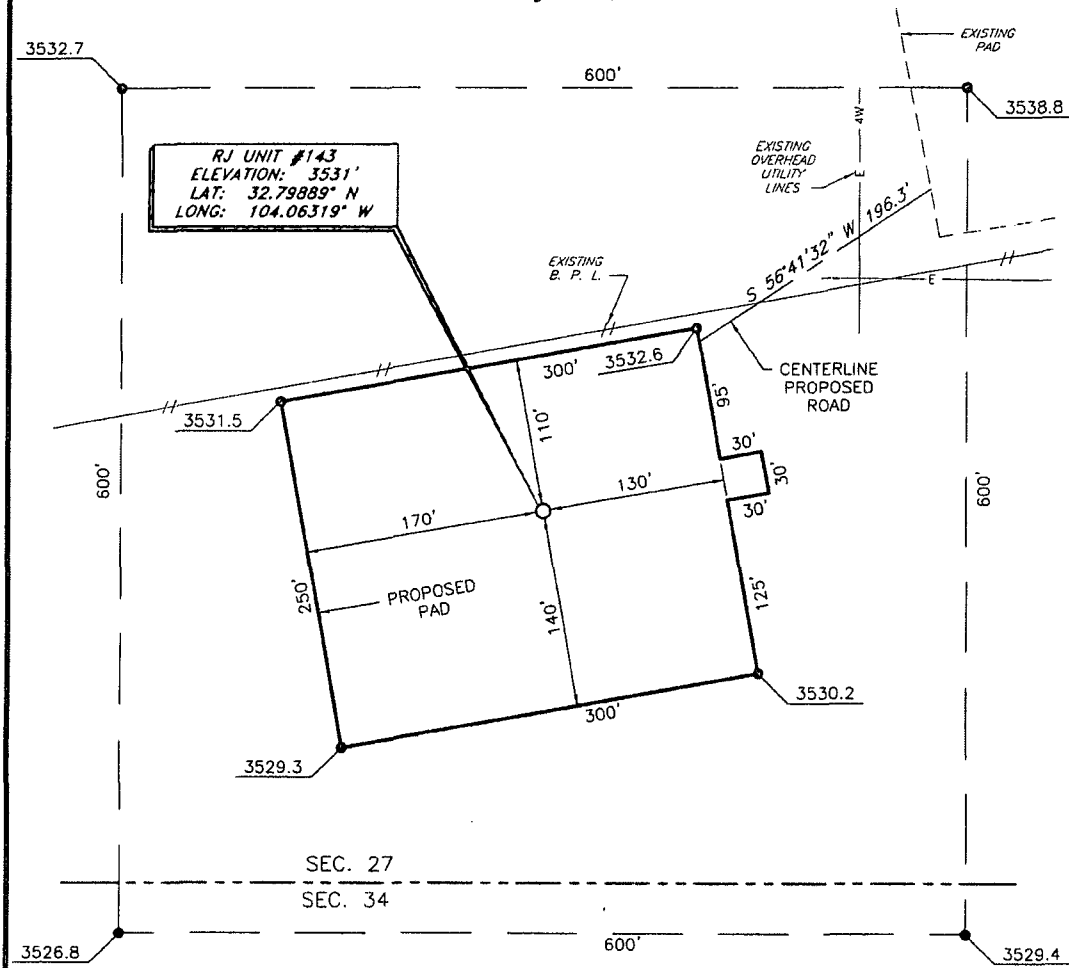 3532.7
600'
EXISTING
PAD
3538.8
RJ UNIT #143
ELEVATION: 3531'
LAT: 32.79889° N
LONG: 104.06319° W
EXISTING
OVERHEAD
UTILITY
LINES
4W
E
S 56°41'32" W 196.3'
EXISTING
B. P. L.
E
CENTERLINE
PROPOSED
ROAD
3532.6
300'
3531.5
95'
110'
30'
30'
30'
130'
170'
600'
600'
250'
PROPOSED
PAD
140'
125'
3530.2
300'
3529.3
SEC. 27
SEC. 34
3526.8
600'
3529.4